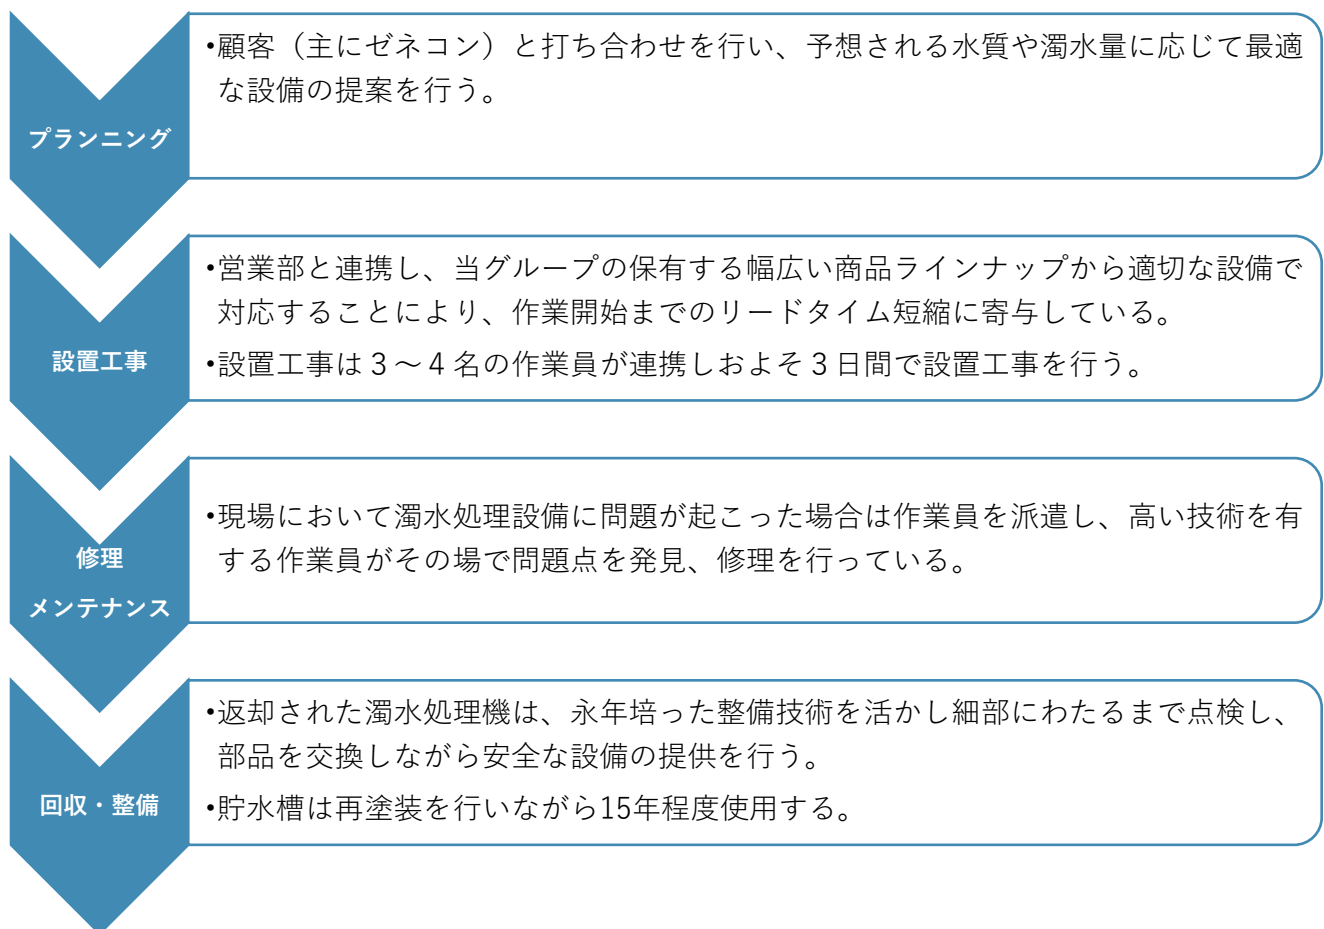 プランニング
•顧客（主にゼネコン）と打ち合わせを行い、予想される水質や濁水量に応じて最適
な設備の提案を行う。
設置工事
•営業部と連携し、当グループの保有する幅広い商品ラインナップから適切な設備で
対応することにより、作業開始までのリードタイム短縮に寄与している。
•設置工事は３～４名の作業員が連携しおよそ３日間で設置工事を行う。
修理
メンテナンス
•現場において濁水処理設備に問題が起こった場合は作業員を派遣し、高い技術を有
する作業員がその場で問題点を発見、修理を行っている。
回収・整備
•返却された濁水処理機は、永年培った整備技術を活かし細部にわたるまで点検し、
部品を交換しながら安全な設備の提供を行う。
•貯水槽は再塗装を行いながら15年程度使用する。